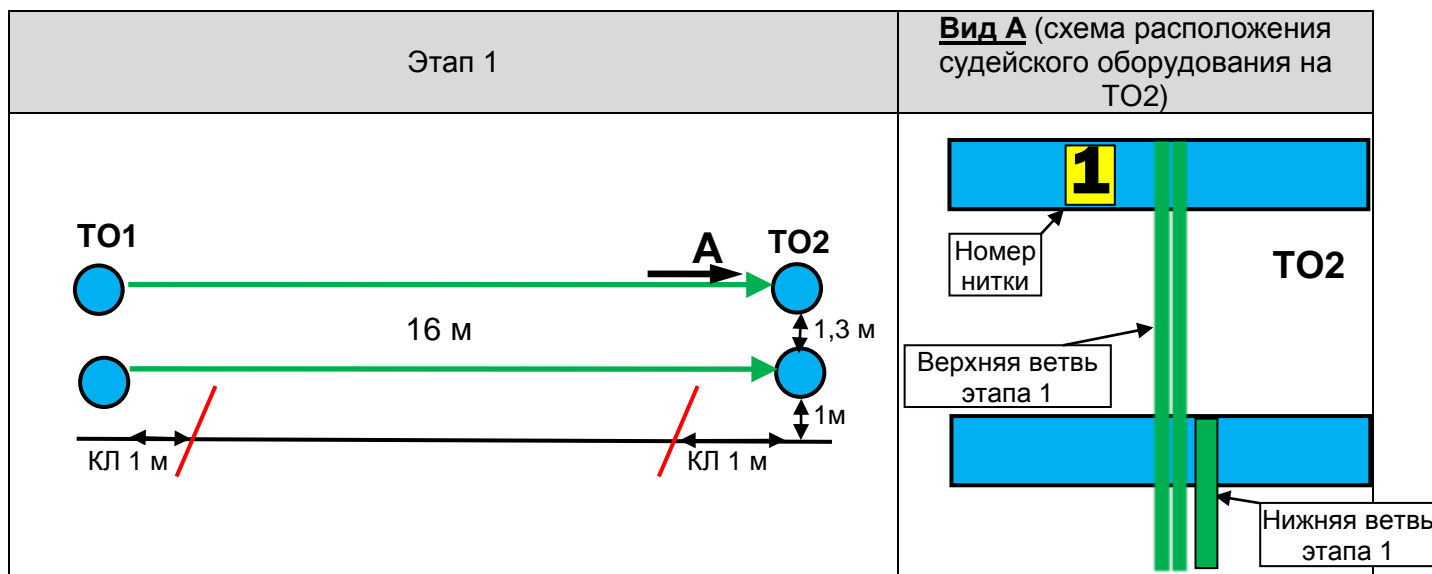 Этап 1
Вид А (схема расположения
судейского оборудования на
ТО2)
ТО1
А
ТО2
16 м
1,3 м
1м
КЛ 1 м
КЛ 1 м
1
Номер
нитки
ТО2
Верхняя ветвь
этапа 1
Нижняя ветвь
этапа 1